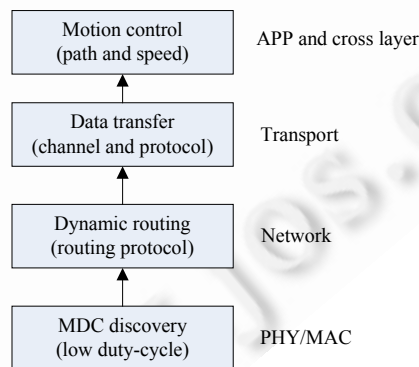 Motion control
(path and speed)
APP and cross layer
Data transfer
(channel and protocol)
Transport
Dynamic routing
(routing protocol)
Network
MDC discovery
(low duty-cycle)
PHY/MAC
jos.